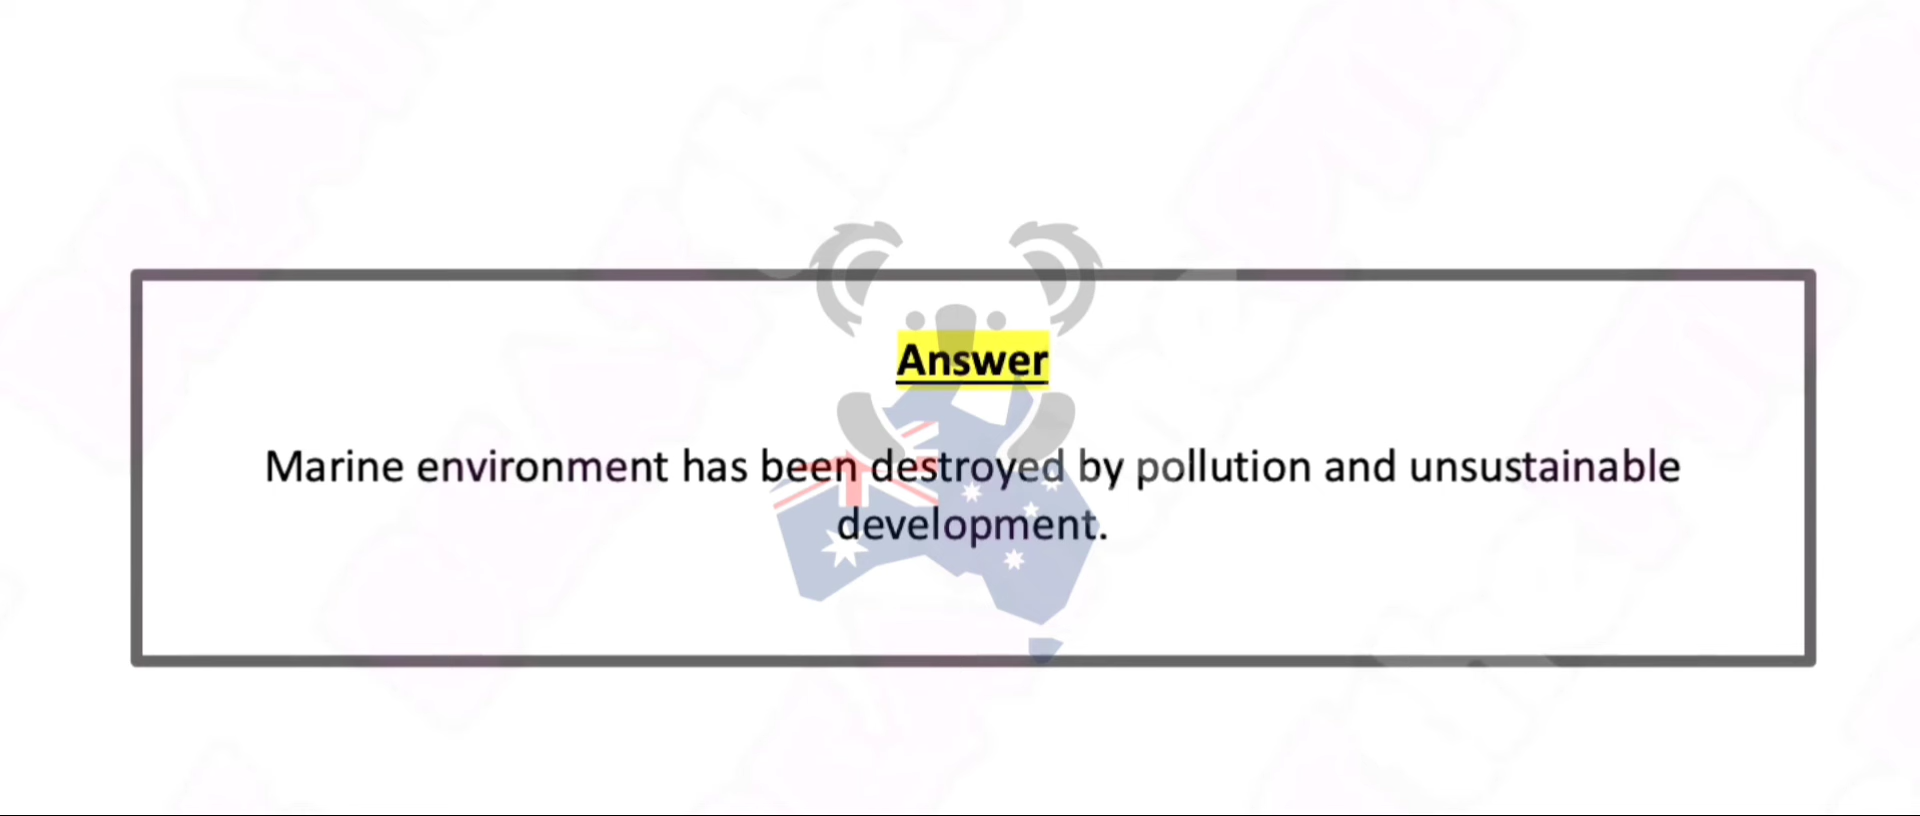 Answer
Marine environment has been destroyed by pollution and unsustainable
development.